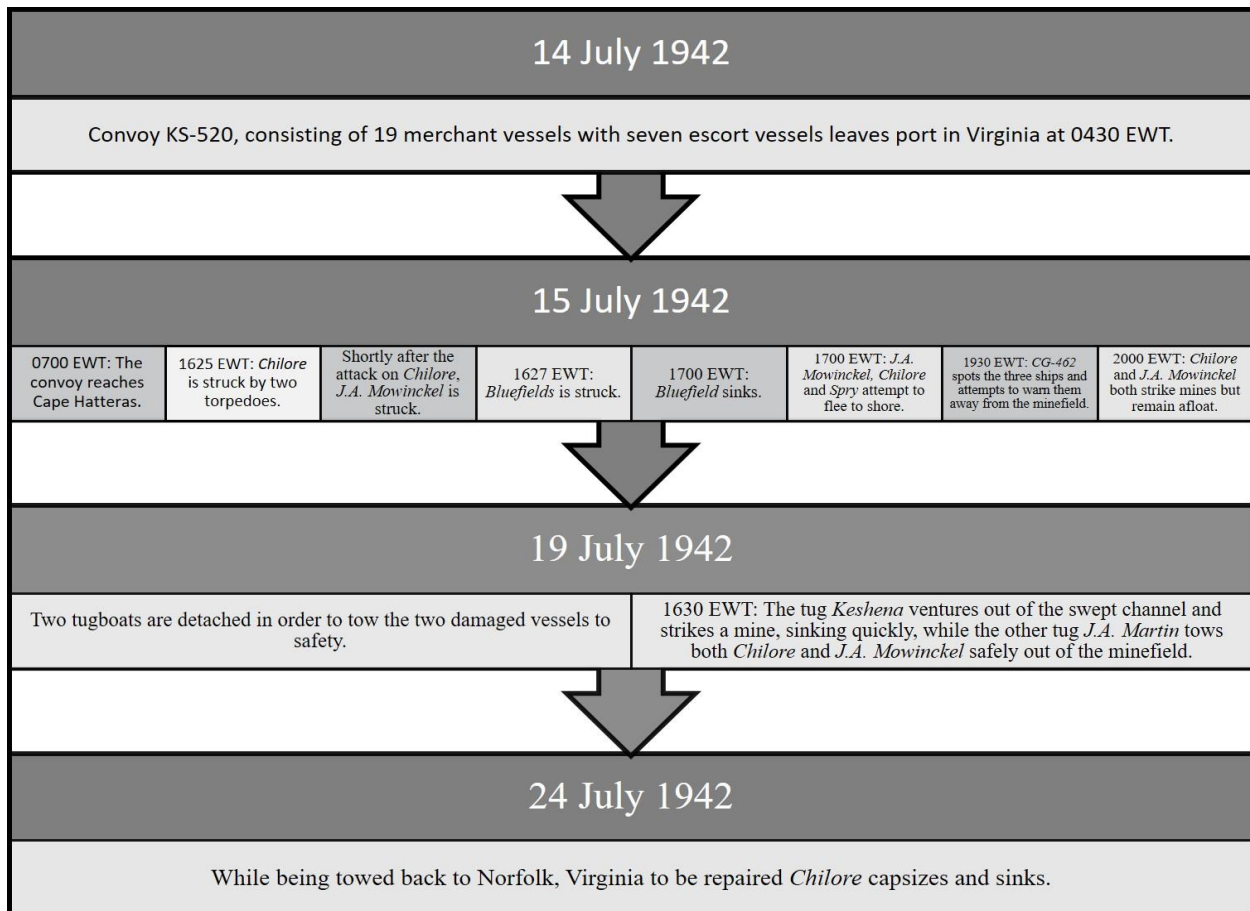 14 July 1942
Convoy KS-520, consisting of 19 merchant vessels with seven escort vessels leaves port in Virginia at 0430 EWT.
15 July 1942
0700 EWT: The
convoy reaches
Cape Hatteras.
1625 EWT: Chilore
is struck by two
torpedoes.
Shortly after the
attack on Chilore,
J.A. Mowinckel is
struck.
1627 EWT:
Bluefields is struck.
1700 EWT:
Bluefield sinks.
1700 EWT: J.A.
Mowinckel, Chilore
and Spry attempt to
flee to shore.
1930 EWT: CG-462
spots the three ships and
attempts to warn them
away from the minefield.
2000 EWT: Chilore
and J.A. Mowinckel
both strike mines but
remain afloat.
19 July 1942
Two tugboats are detached in order to tow the two damaged vessels to
safety.
1630 EWT: The tug Keshena ventures out of the swept channel and
strikes a mine, sinking quickly, while the other tug J.A. Martin tows
both Chilore and J.A. Mowinckel safely out of the minefield.
24 July 1942
While being towed back to Norfolk, Virginia to be repaired Chilore capsizes and sinks.